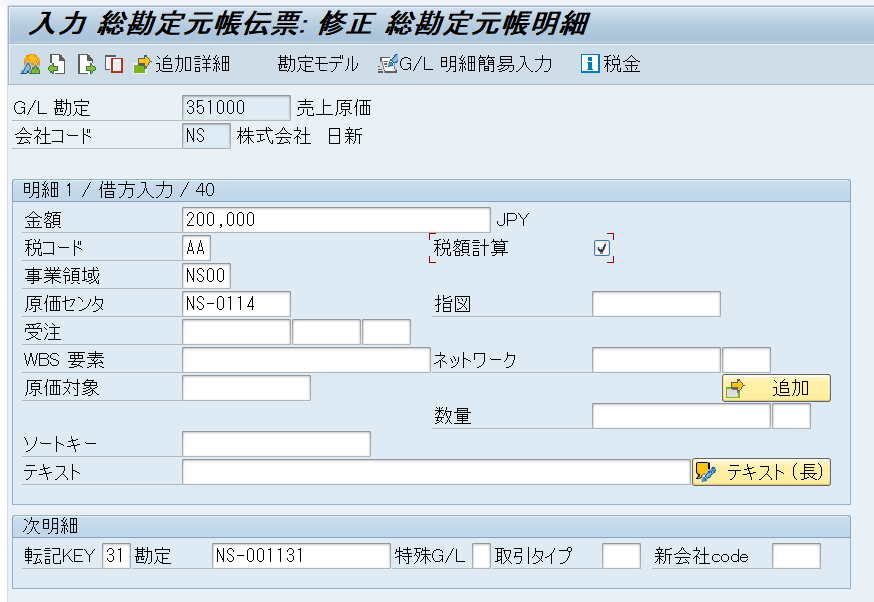 入力 総勘定元帳伝票: 修正 総勘定元帳明細
追加詳細 勘定モデル G/L 明細簡易入力 税金
G/L 勘定 351000 売上原価
会社コード NS 株式会社 日新
明細 1 / 借方入力 / 40
金額 200,000 JPY
税コード AA 税額計算
事業領域 NS00
原価センタ NS-0114 指図
受注
WBS 要素 ネットワーク
原価対象 追加
数量
ソートキー
テキスト テキスト（長）
次明細
転記KEY 31 勘定 NS-001131 特殊G/L 取引タイプ 新会社code